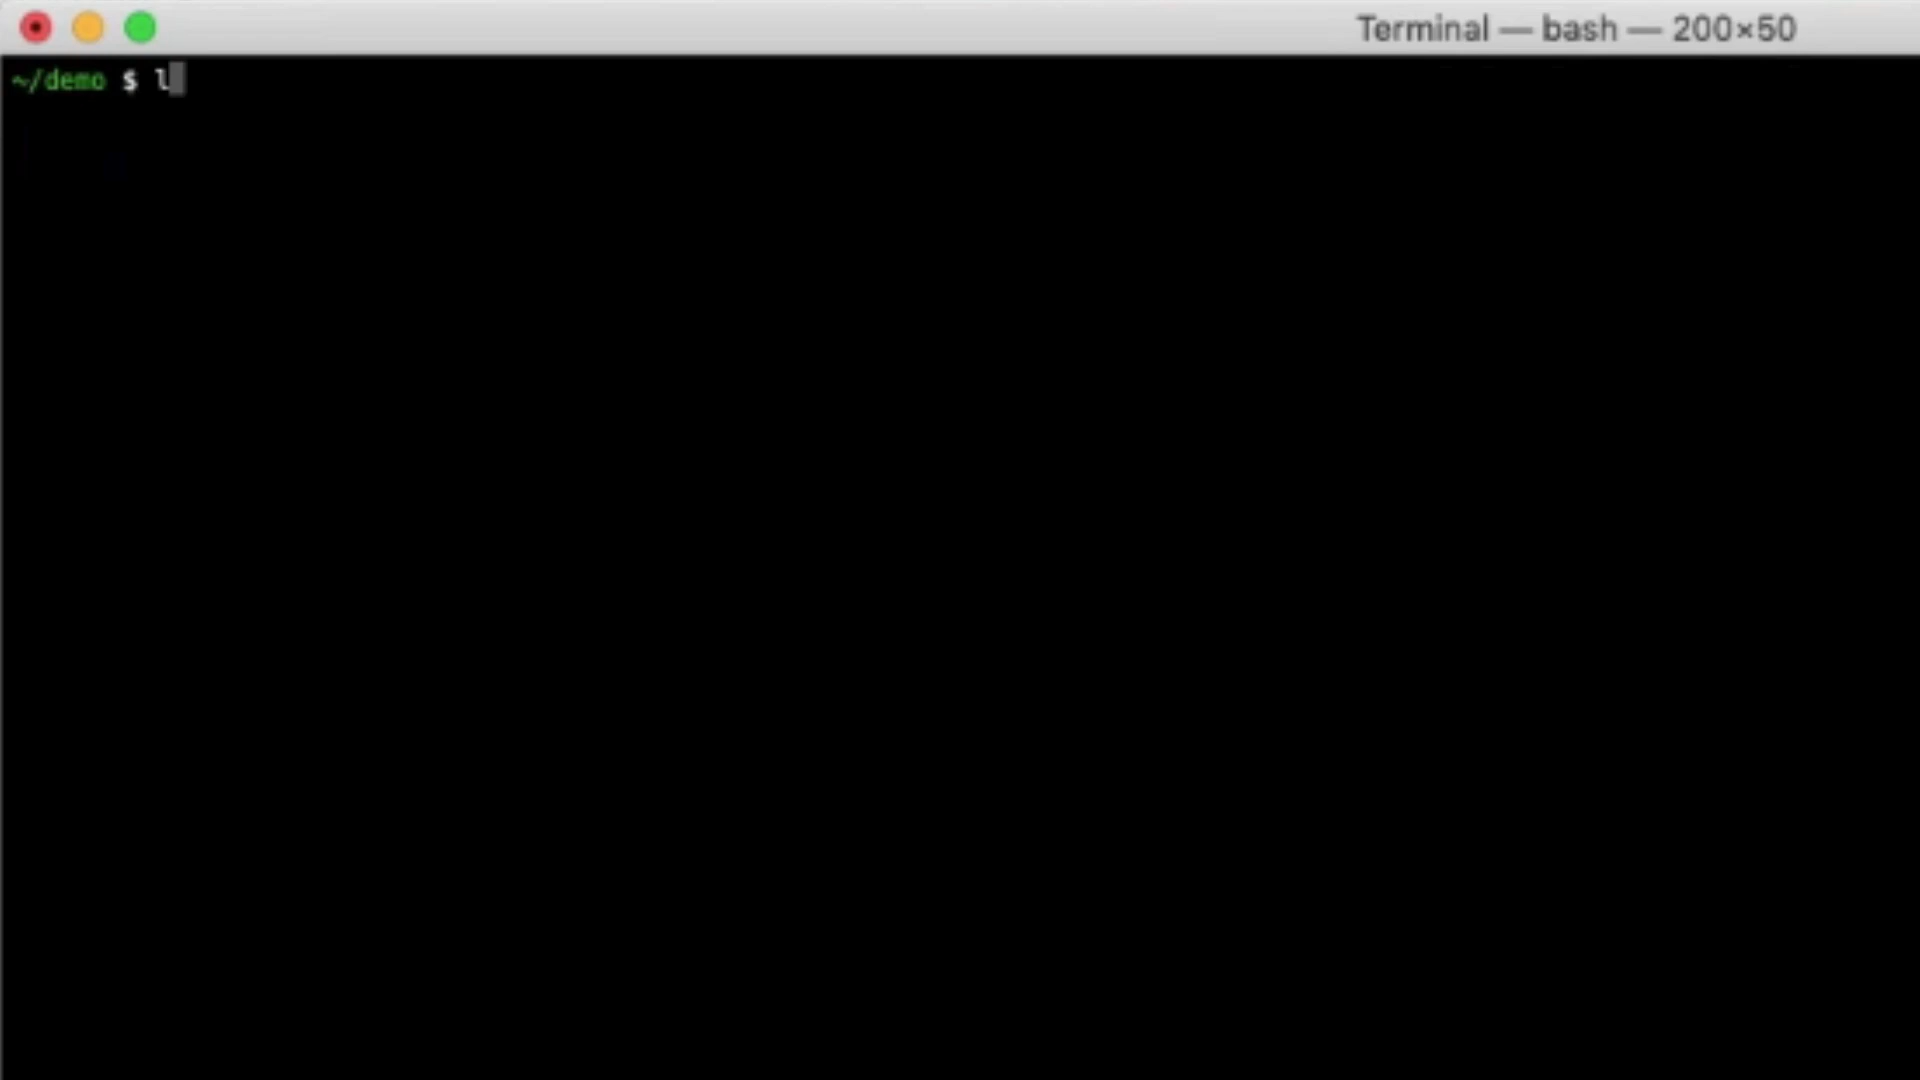 Terminal — bash — 200×50
~/demo $ l